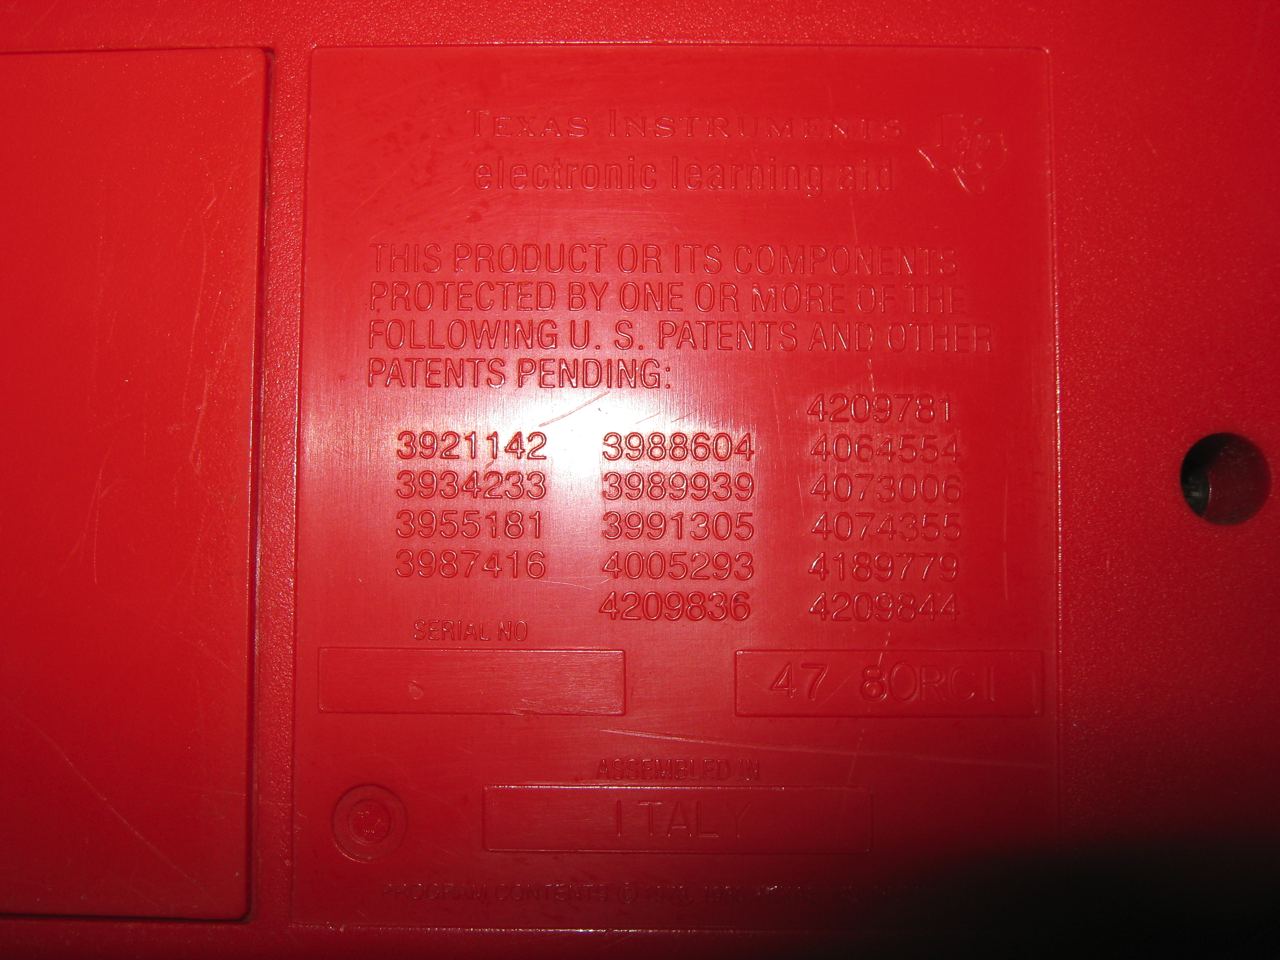 TEXAS INSTRUMENTS
electronic learning aid
THIS PRODUCT OR ITS COMPONENTS
PROTECTED BY ONE OR MORE OF THE
FOLLOWING U. S. PATENTS AND OTHER
PATENTS PENDING:
4209781
3921142 3988604 4064554
3934233 3989939 4073006
3955181 3991305 4074355
3987416 4005293 4189779
4209836 4209844
SERIAL NO
47 80RCI
ASSEMBLED IN
ITALY
PROGRAM CONTENTS ©